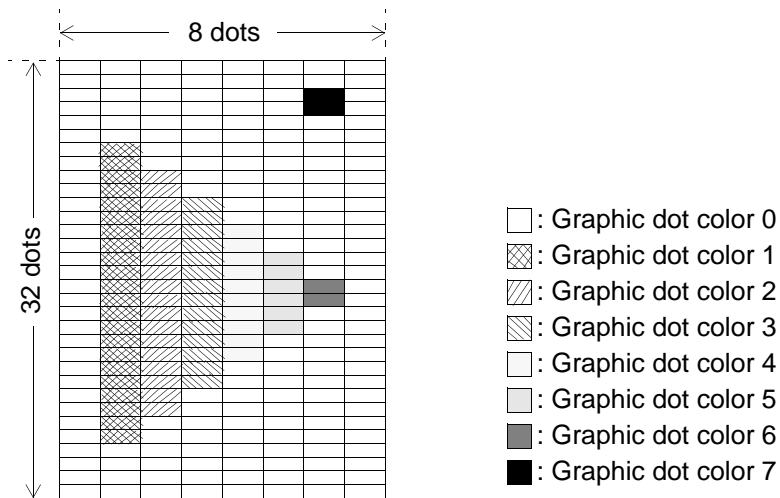 8 dots
32 dots
: Graphic dot color 0
: Graphic dot color 1
: Graphic dot color 2
: Graphic dot color 3
: Graphic dot color 4
: Graphic dot color 5
: Graphic dot color 6
: Graphic dot color 7